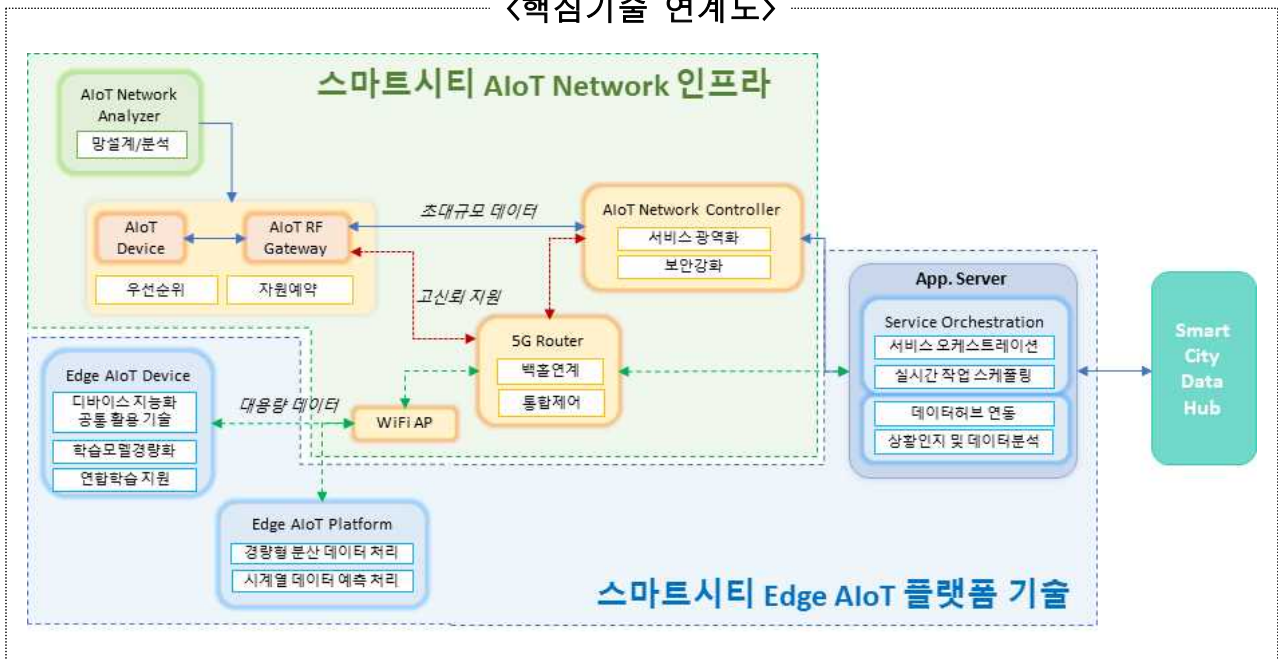 <핵심기술 연계도>
스마트시티 AIoT Network 인프라
AIoT Network
Analyzer
망설계/분석
AIoT
Device
AIoT RF
Gateway
우선순위
자원예약
초대규모 데이터
고신뢰 지원
AIoT Network Controller
서비스 광역화
보안강화
5G Router
백홀연계
통합제어
WiFi AP
대용량 데이터
Edge AIoT Device
디바이스 지능화
공통 활용 기술
학습모델경량화
연합학습 지원
Edge AIoT Platform
경량형 분산 데이터 처리
시계열 데이터 예측 처리
App. Server
Service Orchestration
서비스 오케스트레이션
실시간 작업 스케쥴링
데이터허브 연동
상황인지 및 데이터분석
Smart
City
Data
Hub
스마트시티 Edge AIoT 플랫폼 기술